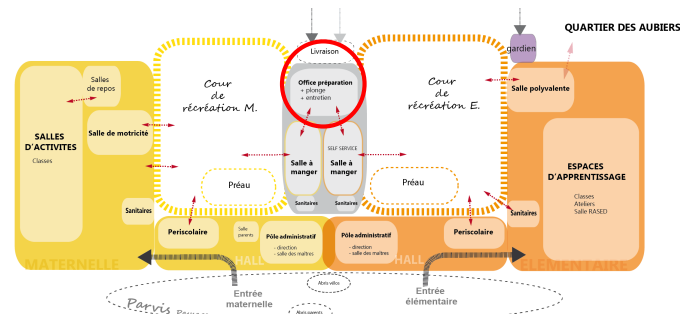 QUARTIER DES AUBIERS
Livraison
gardien
Salles
de repos
Cour
de
récréation M.
Office préparation
+ plonge
+ entretien
Cour
de
récréation E.
Salle polyvalente
SALLES
D'ACTIVITES
Classes
Salle de motricité
SELF SERVICE
Salle à
manger
Salle à
manger
ESPACES
D'APPRENTISSAGE
Classes
Ateliers
Salle RASED
Préau
Préau
Sanitaires
Sanitaires
Sanitaires
Sanitaires
Periscolaire
Salle
parents
Pôle administratif
- direction
- salle des maîtres
Pôle administratif
- direction
- salle des maîtres
Periscolaire
MATERNELLE
HALL
HALL
ELEMENTAIRE
Entrée
maternelle
Abris vélos
Entrée
élémentaire
Parvis
Abris parents